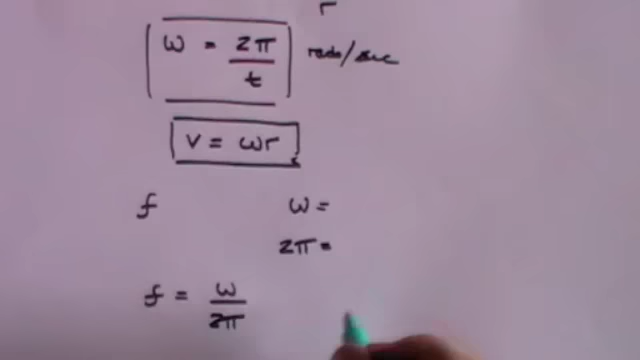 r
ω = 2π/t rads/sec
v = ωr
f ω =
2π =
f = ω/2π